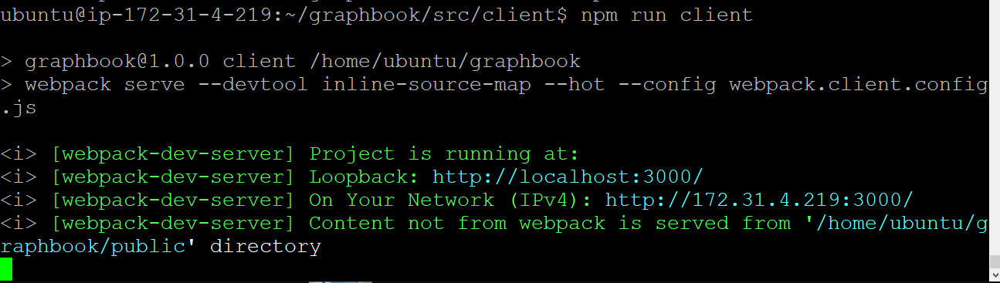 ubuntu@ip-172-31-4-219:~/graphbook/src/client$ npm run client
> graphbook@1.0.0 client /home/ubuntu/graphbook
> webpack serve --devtool inline-source-map --hot --config webpack.client.config
.js
<i> [webpack-dev-server] Project is running at:
<i> [webpack-dev-server] Loopback: http://localhost:3000/
<i> [webpack-dev-server] On Your Network (IPv4): http://172.31.4.219:3000/
<i> [webpack-dev-server] Content not from webpack is served from '/home/ubuntu/g
raphbook/public' directory